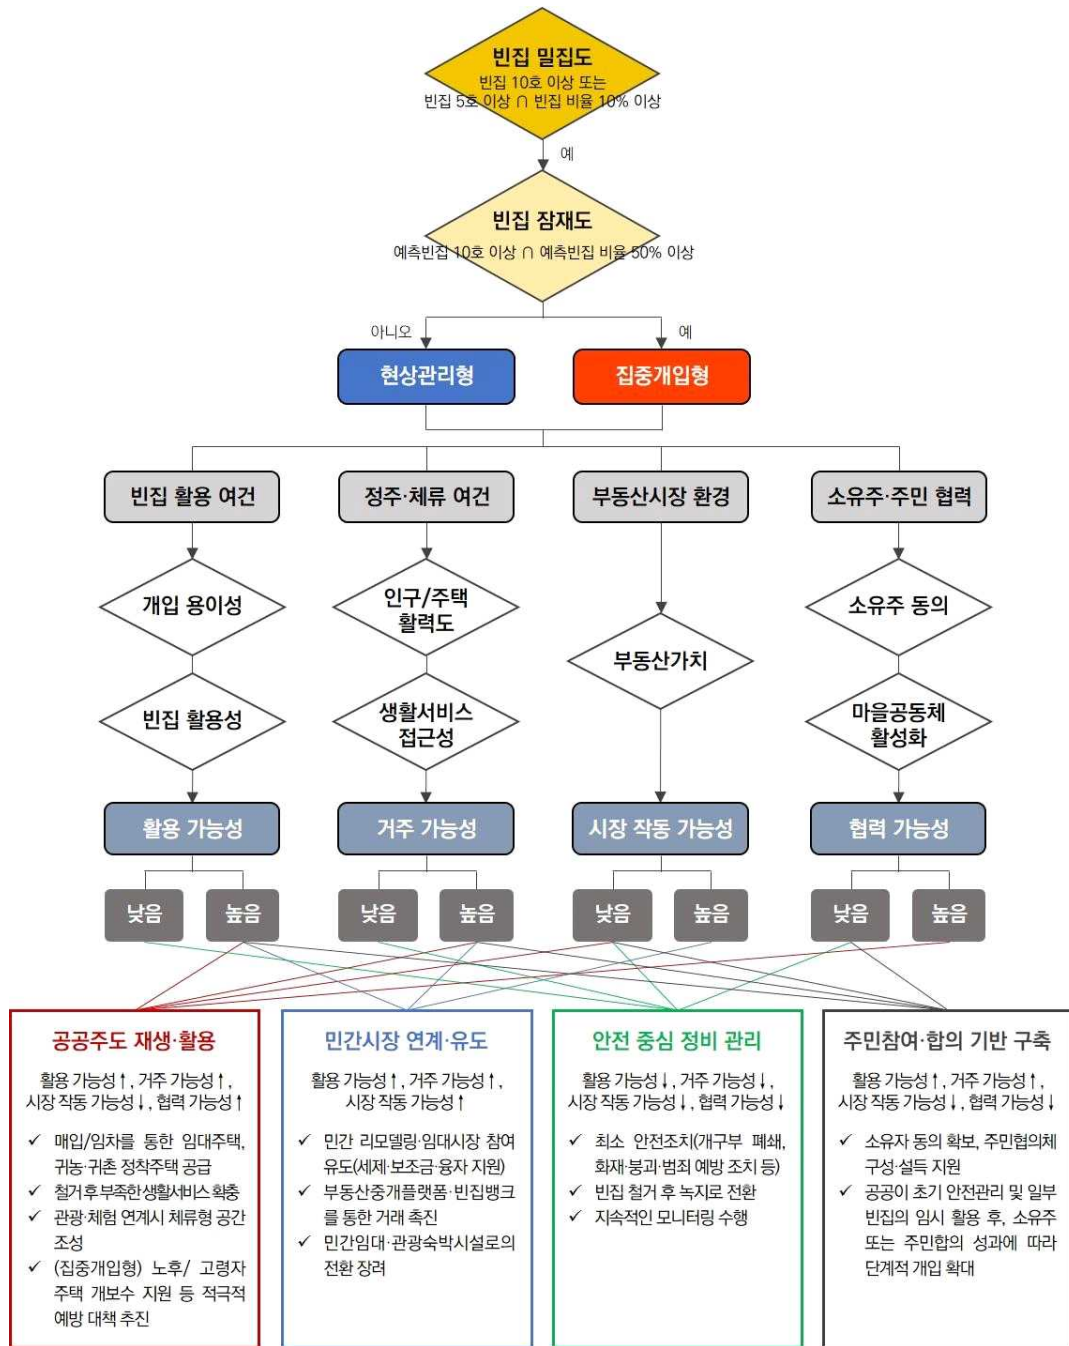 빈집 밀집도
빈집 10호 이상 또는
빈집 5호 이상 ∩ 빈집 비율 10% 이상
예
빈집 잠재도
예측빈집 10호 이상 ∩ 예측빈집 비율 50% 이상
아니오
예
현상관리형
집중개입형
빈집 활용 여건
정주·체류 여건
부동산시장 환경
소유주·주민 협력
개입 용이성
인구/주택
활력도
소유주 동의
부동산가치
빈집 활용성
생활서비스
접근성
마을공동체
활성화
활용 가능성
거주 가능성
시장 작동 가능성
협력 가능성
낮음
높음
낮음
높음
낮음
높음
낮음
높음
공공주도 재생·활용
활용 가능성↑, 거주 가능성↑,
시장 작동 가능성↓, 협력 가능성↑
✓ 매입/임차를 통한 임대주택,
귀농·귀촌 정착주택 공급
✓ 철거 후 부족한 생활서비스 확충
✓ 관광·체험 연계시 체류형 공간
조성
✓ (집중개입형) 노후/ 고령자
주택 개보수 지원 등 적극적
예방 대책 추진
민간시장 연계·유도
활용 가능성↑, 거주 가능성↑,
시장 작동 가능성↑
✓ 민간 리모델링·임대시장 참여
유도(세제·보조금·융자 지원)
✓ 부동산중개플랫폼·빈집뱅크
를 통한 거래 촉진
✓ 민간임대·관광숙박시설로의
전환 장려
안전 중심 정비 관리
활용 가능성↓, 거주 가능성↓,
시장 작동 가능성↓, 협력 가능성↓
✓ 최소 안전조치(개구부 폐쇄,
화재·붕괴·범죄 예방 조치 등)
✓ 빈집 철거 후 녹지로 전환
✓ 지속적인 모니터링 수행
주민참여·합의 기반 구축
활용 가능성↑, 거주 가능성↑,
시장 작동 가능성↓, 협력 가능성↓
✓ 소유자 동의 확보, 주민협의체
구성·설득 지원
✓ 공공이 초기 안전관리 및 일부
빈집의 임시 활용 후, 소유주
또는 주민합의 성과에 따라
단계적 개입 확대